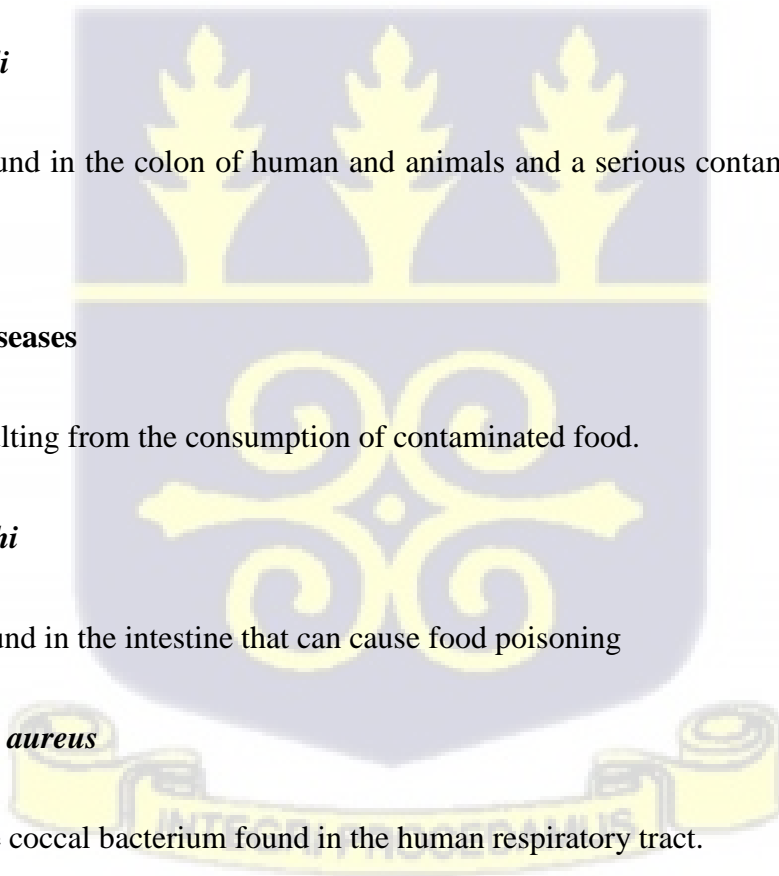 i
und in the colon of human and animals and a serious contan
seases
ulting from the consumption of contaminated food.
hi
und in the intestine that can cause food poisoning
aureus
coccal bacterium found in the human respiratory tract.
INTEGRI PROCEDAMUS